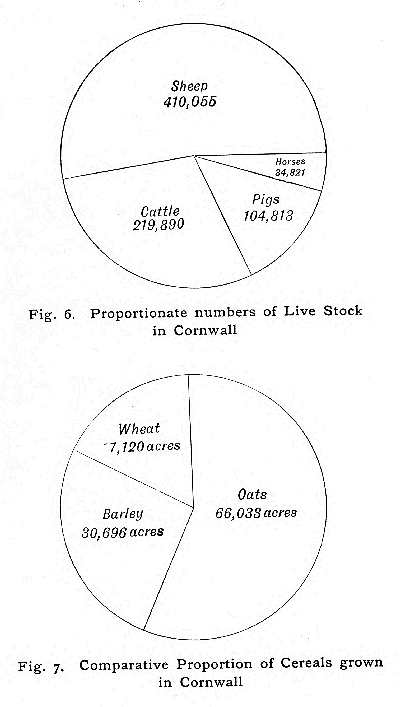 Sheep
410,055
Horses
34,821
Pigs
104,813
Cattle
219,890
Fig. 6. Proportionate numbers of Live Stock
in Cornwall
Wheat
7,120 acres
Oats
66,033 acres
Barley
30,696 acres
Fig. 7. Comparative Proportion of Cereals grown
in Cornwall